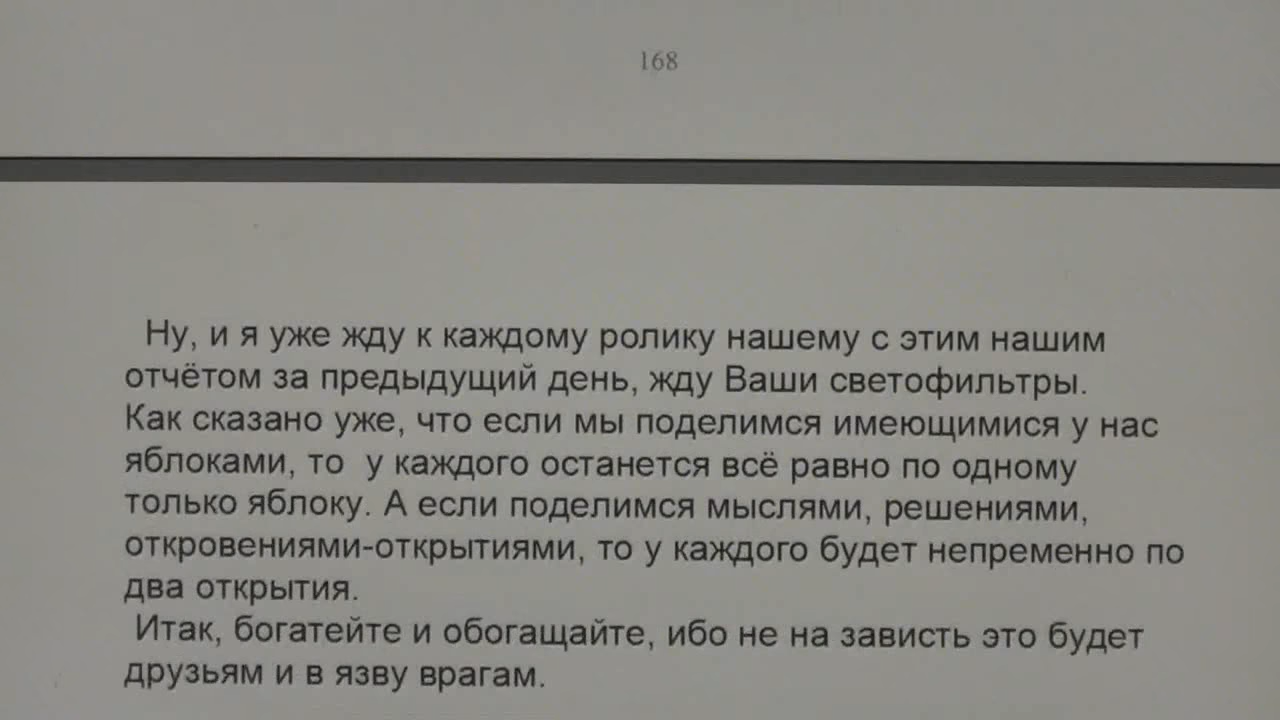 168
Ну, и я уже жду к каждому ролику нашему с этим нашим
отчётом за предыдущий день, жду Ваши светофильтры.
Как сказано уже, что если мы поделимся имеющимися у нас
яблоками, то  у каждого останется всё равно по одному
только яблоку. А если поделимся мыслями, решениями,
откровениями-открытиями, то у каждого будет непременно по
два открытия.
Итак, богатейте и обогащайте, ибо не на зависть это будет
друзьям и в язву врагам.